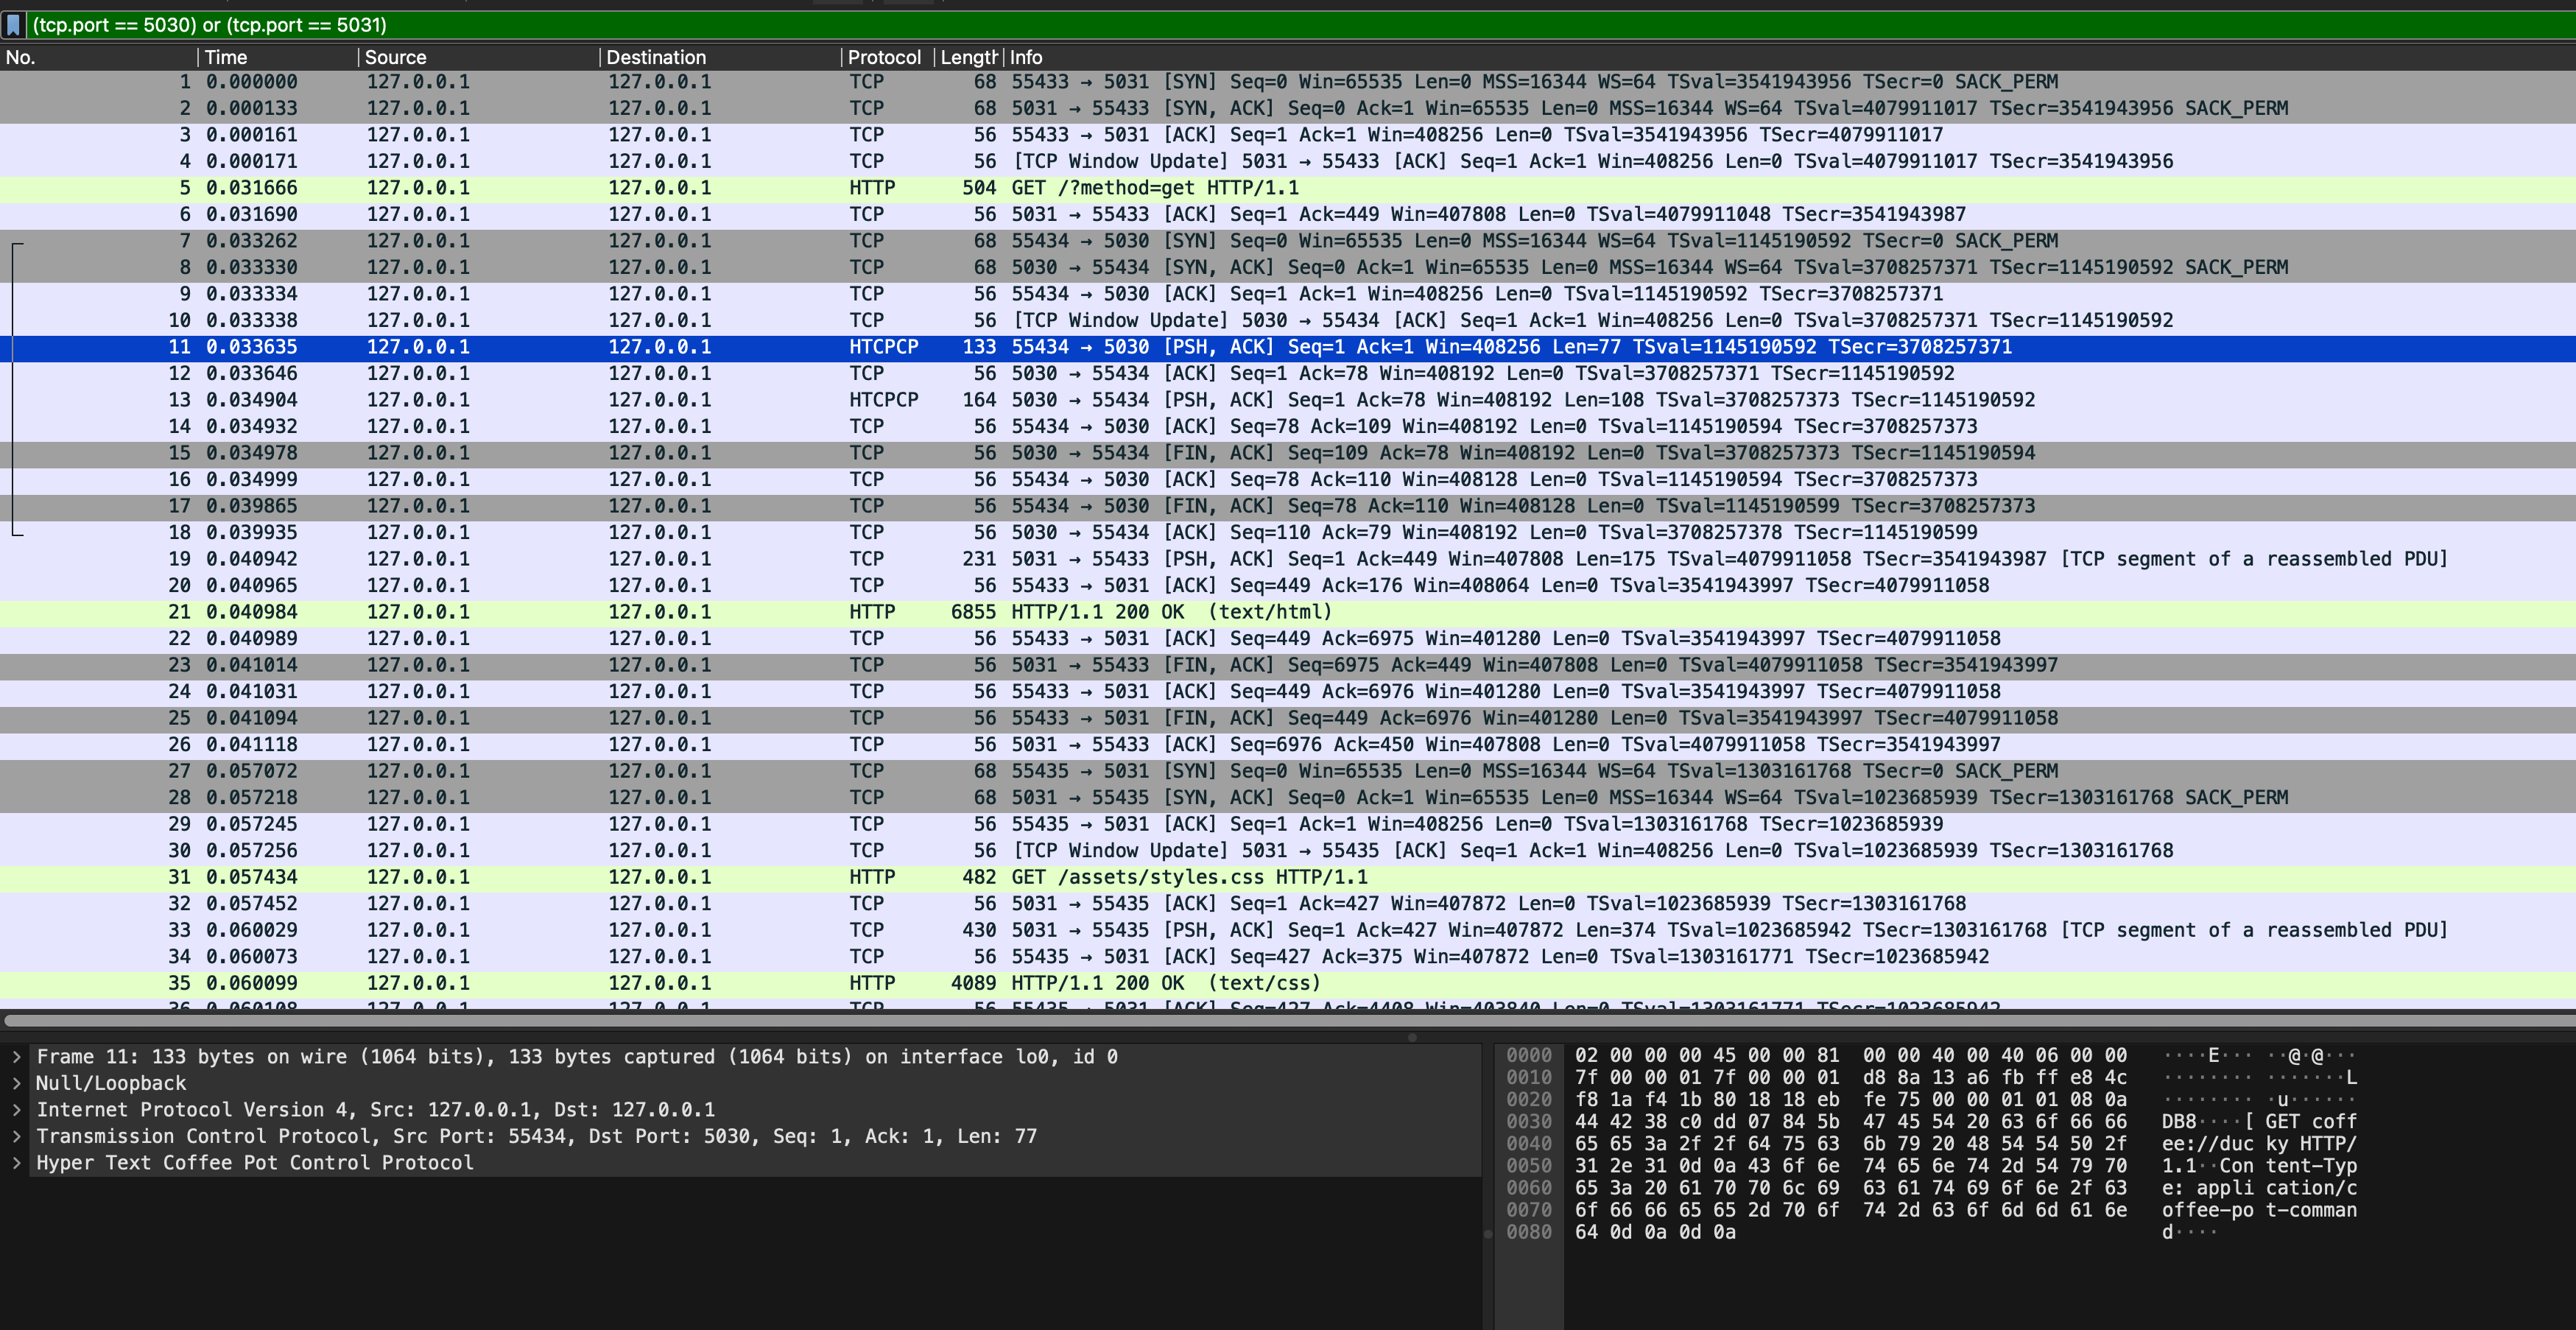 (tcp.port == 5030) or (tcp.port == 5031)
No. Time Source Destination Protocol Length Info
1 0.000000 127.0.0.1 127.0.0.1 TCP 68 55433 → 5031 [SYN] Seq=0 Win=65535 Len=0 MSS=16344 WS=64 TSval=3541943956 TSecr=0 SACK_PERM
2 0.000133 127.0.0.1 127.0.0.1 TCP 68 5031 → 55433 [SYN, ACK] Seq=0 Ack=1 Win=65535 Len=0 MSS=16344 WS=64 TSval=4079911017 TSecr=3541943956 SACK_PERM
3 0.000161 127.0.0.1 127.0.0.1 TCP 56 55433 → 5031 [ACK] Seq=1 Ack=1 Win=408256 Len=0 TSval=3541943956 TSecr=4079911017
4 0.000171 127.0.0.1 127.0.0.1 TCP 56 [TCP Window Update] 5031 → 55433 [ACK] Seq=1 Ack=1 Win=408256 Len=0 TSval=4079911017 TSecr=3541943956
5 0.031666 127.0.0.1 127.0.0.1 HTTP 504 GET /?method=get HTTP/1.1
6 0.031690 127.0.0.1 127.0.0.1 TCP 56 5031 → 55433 [ACK] Seq=1 Ack=449 Win=407808 Len=0 TSval=4079911048 TSecr=3541943987
7 0.033262 127.0.0.1 127.0.0.1 TCP 68 55434 → 5030 [SYN] Seq=0 Win=65535 Len=0 MSS=16344 WS=64 TSval=1145190592 TSecr=0 SACK_PERM
8 0.033330 127.0.0.1 127.0.0.1 TCP 68 5030 → 55434 [SYN, ACK] Seq=0 Ack=1 Win=65535 Len=0 MSS=16344 WS=64 TSval=3708257371 TSecr=1145190592 SACK_PERM
9 0.033334 127.0.0.1 127.0.0.1 TCP 56 55434 → 5030 [ACK] Seq=1 Ack=1 Win=408256 Len=0 TSval=1145190592 TSecr=3708257371
10 0.033338 127.0.0.1 127.0.0.1 TCP 56 [TCP Window Update] 5030 → 55434 [ACK] Seq=1 Ack=1 Win=408256 Len=0 TSval=3708257371 TSecr=1145190592
11 0.033635 127.0.0.1 127.0.0.1 HTCPCP 133 55434 → 5030 [PSH, ACK] Seq=1 Ack=1 Win=408256 Len=77 TSval=1145190592 TSecr=3708257371
12 0.033646 127.0.0.1 127.0.0.1 TCP 56 5030 → 55434 [ACK] Seq=1 Ack=78 Win=408192 Len=0 TSval=3708257371 TSecr=1145190592
13 0.034904 127.0.0.1 127.0.0.1 HTCPCP 164 5030 → 55434 [PSH, ACK] Seq=1 Ack=78 Win=408192 Len=108 TSval=3708257373 TSecr=1145190592
14 0.034932 127.0.0.1 127.0.0.1 TCP 56 55434 → 5030 [ACK] Seq=78 Ack=109 Win=408192 Len=0 TSval=1145190594 TSecr=3708257373
15 0.034978 127.0.0.1 127.0.0.1 TCP 56 5030 → 55434 [FIN, ACK] Seq=109 Ack=78 Win=408192 Len=0 TSval=3708257373 TSecr=1145190594
16 0.034999 127.0.0.1 127.0.0.1 TCP 56 55434 → 5030 [ACK] Seq=78 Ack=110 Win=408128 Len=0 TSval=1145190594 TSecr=3708257373
17 0.039865 127.0.0.1 127.0.0.1 TCP 56 55434 → 5030 [FIN, ACK] Seq=78 Ack=110 Win=408128 Len=0 TSval=1145190599 TSecr=3708257373
18 0.039935 127.0.0.1 127.0.0.1 TCP 56 5030 → 55434 [ACK] Seq=110 Ack=79 Win=408192 Len=0 TSval=3708257378 TSecr=1145190599
19 0.040942 127.0.0.1 127.0.0.1 TCP 231 5031 → 55433 [PSH, ACK] Seq=1 Ack=449 Win=407808 Len=175 TSval=4079911058 TSecr=3541943987 [TCP segment of a reassembled PDU]
20 0.040965 127.0.0.1 127.0.0.1 TCP 56 55433 → 5031 [ACK] Seq=449 Ack=176 Win=408064 Len=0 TSval=3541943997 TSecr=4079911058
21 0.040984 127.0.0.1 127.0.0.1 HTTP 6855 HTTP/1.1 200 OK (text/html)
22 0.040989 127.0.0.1 127.0.0.1 TCP 56 55433 → 5031 [ACK] Seq=449 Ack=6975 Win=401280 Len=0 TSval=3541943997 TSecr=4079911058
23 0.041014 127.0.0.1 127.0.0.1 TCP 56 5031 → 55433 [FIN, ACK] Seq=6975 Ack=449 Win=407808 Len=0 TSval=4079911058 TSecr=3541943997
24 0.041031 127.0.0.1 127.0.0.1 TCP 56 55433 → 5031 [ACK] Seq=449 Ack=6976 Win=401280 Len=0 TSval=3541943997 TSecr=4079911058
25 0.041094 127.0.0.1 127.0.0.1 TCP 56 55433 → 5031 [FIN, ACK] Seq=449 Ack=6976 Win=401280 Len=0 TSval=3541943997 TSecr=4079911058
26 0.041118 127.0.0.1 127.0.0.1 TCP 56 5031 → 55433 [ACK] Seq=6976 Ack=450 Win=407808 Len=0 TSval=4079911058 TSecr=3541943997
27 0.057072 127.0.0.1 127.0.0.1 TCP 68 55435 → 5031 [SYN] Seq=0 Win=65535 Len=0 MSS=16344 WS=64 TSval=1303161768 TSecr=0 SACK_PERM
28 0.057218 127.0.0.1 127.0.0.1 TCP 68 5031 → 55435 [SYN, ACK] Seq=0 Ack=1 Win=65535 Len=0 MSS=16344 WS=64 TSval=1023685939 TSecr=1303161768 SACK_PERM
29 0.057245 127.0.0.1 127.0.0.1 TCP 56 55435 → 5031 [ACK] Seq=1 Ack=1 Win=408256 Len=0 TSval=1303161768 TSecr=1023685939
30 0.057256 127.0.0.1 127.0.0.1 TCP 56 [TCP Window Update] 5031 → 55435 [ACK] Seq=1 Ack=1 Win=408256 Len=0 TSval=1023685939 TSecr=1303161768
31 0.057434 127.0.0.1 127.0.0.1 HTTP 482 GET /assets/styles.css HTTP/1.1
32 0.057452 127.0.0.1 127.0.0.1 TCP 56 5031 → 55435 [ACK] Seq=1 Ack=427 Win=407872 Len=0 TSval=1023685939 TSecr=1303161768
33 0.060029 127.0.0.1 127.0.0.1 TCP 430 5031 → 55435 [PSH, ACK] Seq=1 Ack=427 Win=407872 Len=374 TSval=1023685942 TSecr=1303161768 [TCP segment of a reassembled PDU]
34 0.060073 127.0.0.1 127.0.0.1 TCP 56 55435 → 5031 [ACK] Seq=427 Ack=375 Win=407872 Len=0 TSval=1303161771 TSecr=1023685942
35 0.060099 127.0.0.1 127.0.0.1 HTTP 4089 HTTP/1.1 200 OK (text/css)
36 0.060108 127.0.0.1 127.0.0.1 TCP 56 55435 → 5031 [ACK] Seq=427 Ack=4408 Win=403840 Len=0 TSval=1303161771 TSecr=1023685942
Frame 11: 133 bytes on wire (1064 bits), 133 bytes captured (1064 bits) on interface lo0, id 0
Null/Loopback
Internet Protocol Version 4, Src: 127.0.0.1, Dst: 127.0.0.1
Transmission Control Protocol, Src Port: 55434, Dst Port: 5030, Seq: 1, Ack: 1, Len: 77
Hyper Text Coffee Pot Control Protocol
0000 02 00 00 00 45 00 00 81 00 00 40 00 40 06 00 00 ····E··· ··@·@···
0010 7f 00 00 01 7f 00 00 01 d8 8a 13 a6 fb ff e8 4c ········ ·······L
0020 f8 1a f4 1b 80 18 18 eb fe 75 00 00 01 01 08 0a ········ ·u······
0030 44 42 38 c0 dd 07 84 5b 47 45 54 20 63 6f 66 66 DB8····[ GET coff
0040 65 65 3a 2f 2f 64 75 63 6b 79 20 48 54 54 50 2f ee://duc ky HTTP/
0050 31 2e 31 0d 0a 43 6f 6e 74 65 6e 74 2d 54 79 70 1.1··Con tent-Typ
0060 65 3a 20 61 70 70 6c 69 63 61 74 69 6f 6e 2f 63 e: appli cation/c
0070 6f 66 66 65 65 2d 70 6f 74 2d 63 6f 6d 6d 61 6e offee-po t-comman
0080 64 0d 0a 0d 0a d····